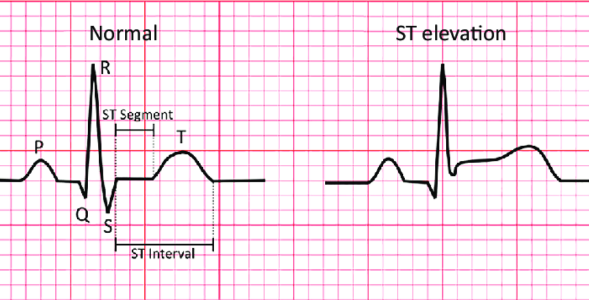 Normal
ST elevation
R
ST Segment
P
T
Q
S
ST Interval